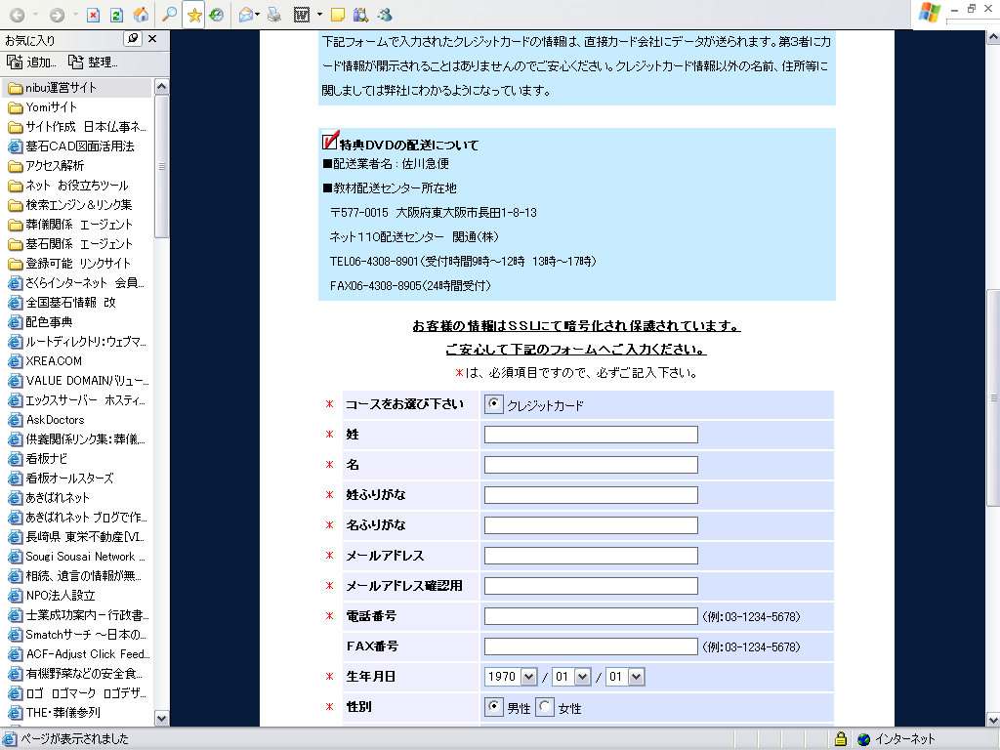 お気に入り
追加... 整理...
nibu運営サイト
Yomiサイト
サイト作成 日本仏事ネ...
墓石CAD図面活用法
アクセス解析
ネット お役立ちツール
検索エンジン＆リンク集
葬儀関係 エージェント
墓石関係 エージェント
登録可能 リンクサイト
さくらインターネット 会員...
全国墓石情報 改
配色事典
ルートディレクトリ：ウェブマ...
XREA.COM
VALUE DOMAIN：バリュー...
エックスサーバー ホスティ...
AskDoctors
供養関係リンク集：葬儀...
看板ナビ
看板オールスターズ
あきばれネット
あきばれネット ブログで作...
長崎県 東栄不動産[VI...
Sougi Sousai Network ...
相続、遺言の情報が無...
NPO法人設立
士業成功案内－行政書...
Smatchサーチ ～日本の...
ACF-Adjust Click Feed...
有機野菜などの安全食...
ロゴ ロゴマーク ロゴデザ...
THE・葬儀参列
下記フォームで入力されたクレジットカードの情報は、直接カード会社にデータが送られます。第3者にカ
ード情報が開示されることはありませんのでご安心ください。クレジットカード情報以外の名前、住所等に
関しましては弊社にわかるようになっています。
特典DVDの配送について
■配送業者名：佐川急便
■教材配送センター所在地
〒577-0015 大阪府東大阪市長田1-8-13
ネット110配送センター 関通（株）
TEL06-4308-8901（受付時間9時～12時 13時～17時）
FAX06-4308-8905（24時間受付）
お客様の情報はSSLにて暗号化され保護されています。
ご安心して下記のフォームへご入力ください。
*は、必須項目ですので、必ずご記入下さい。
* コースをお選び下さい クレジットカード
* 姓
* 名
* 姓ふりがな
* 名ふりがな
* メールアドレス
* メールアドレス確認用
* 電話番号 （例：03-1234-5678）
FAX番号 （例：03-1234-5678）
* 生年月日 1970 / 01 / 01
* 性別 男性 女性
ページが表示されました インターネット